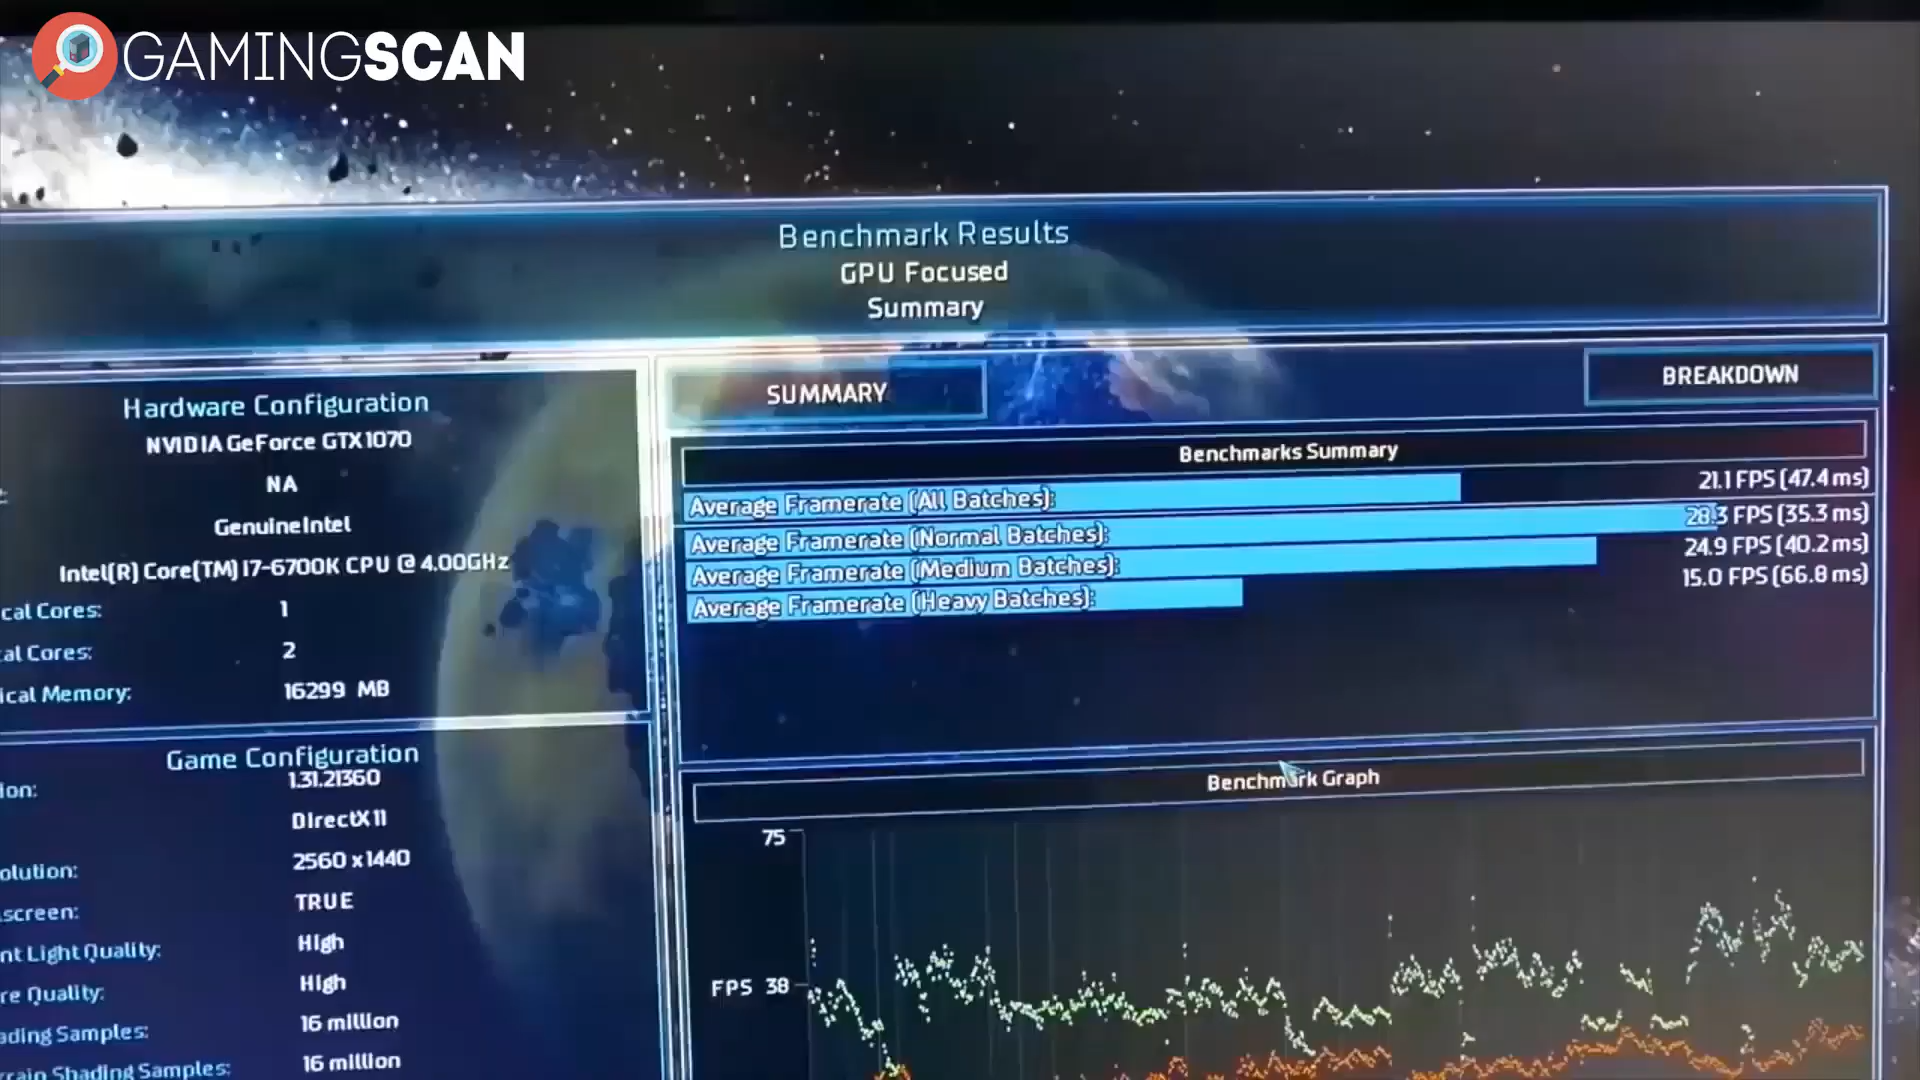 GAMINGSCAN
Benchmark Results
GPU Focused
Summary
Hardware Configuration
NVIDIA GeForce GTX 1070
NA
GenuineIntel
Intel(R) Core(TM) i7-6700K CPU @ 4.00GHz
cal Cores: 1
al Cores: 2
ical Memory: 16299 MB
Game Configuration
ion: 1.31.21360
DirectX 11
olution: 2560 x 1440
screen: TRUE
nt Light Quality: High
re Quality: High
ading Samples: 16 million
rrain Shading Samples: 16 million
SUMMARY
BREAKDOWN
Benchmarks Summary
Average Framerate (All Batches): 21.1 FPS (47.4 ms)
Average Framerate (Normal Batches): 28.3 FPS (35.3 ms)
Average Framerate (Medium Batches): 24.9 FPS (40.2 ms)
Average Framerate (Heavy Batches): 15.0 FPS (66.8 ms)
Benchmark Graph
75
FPS 38